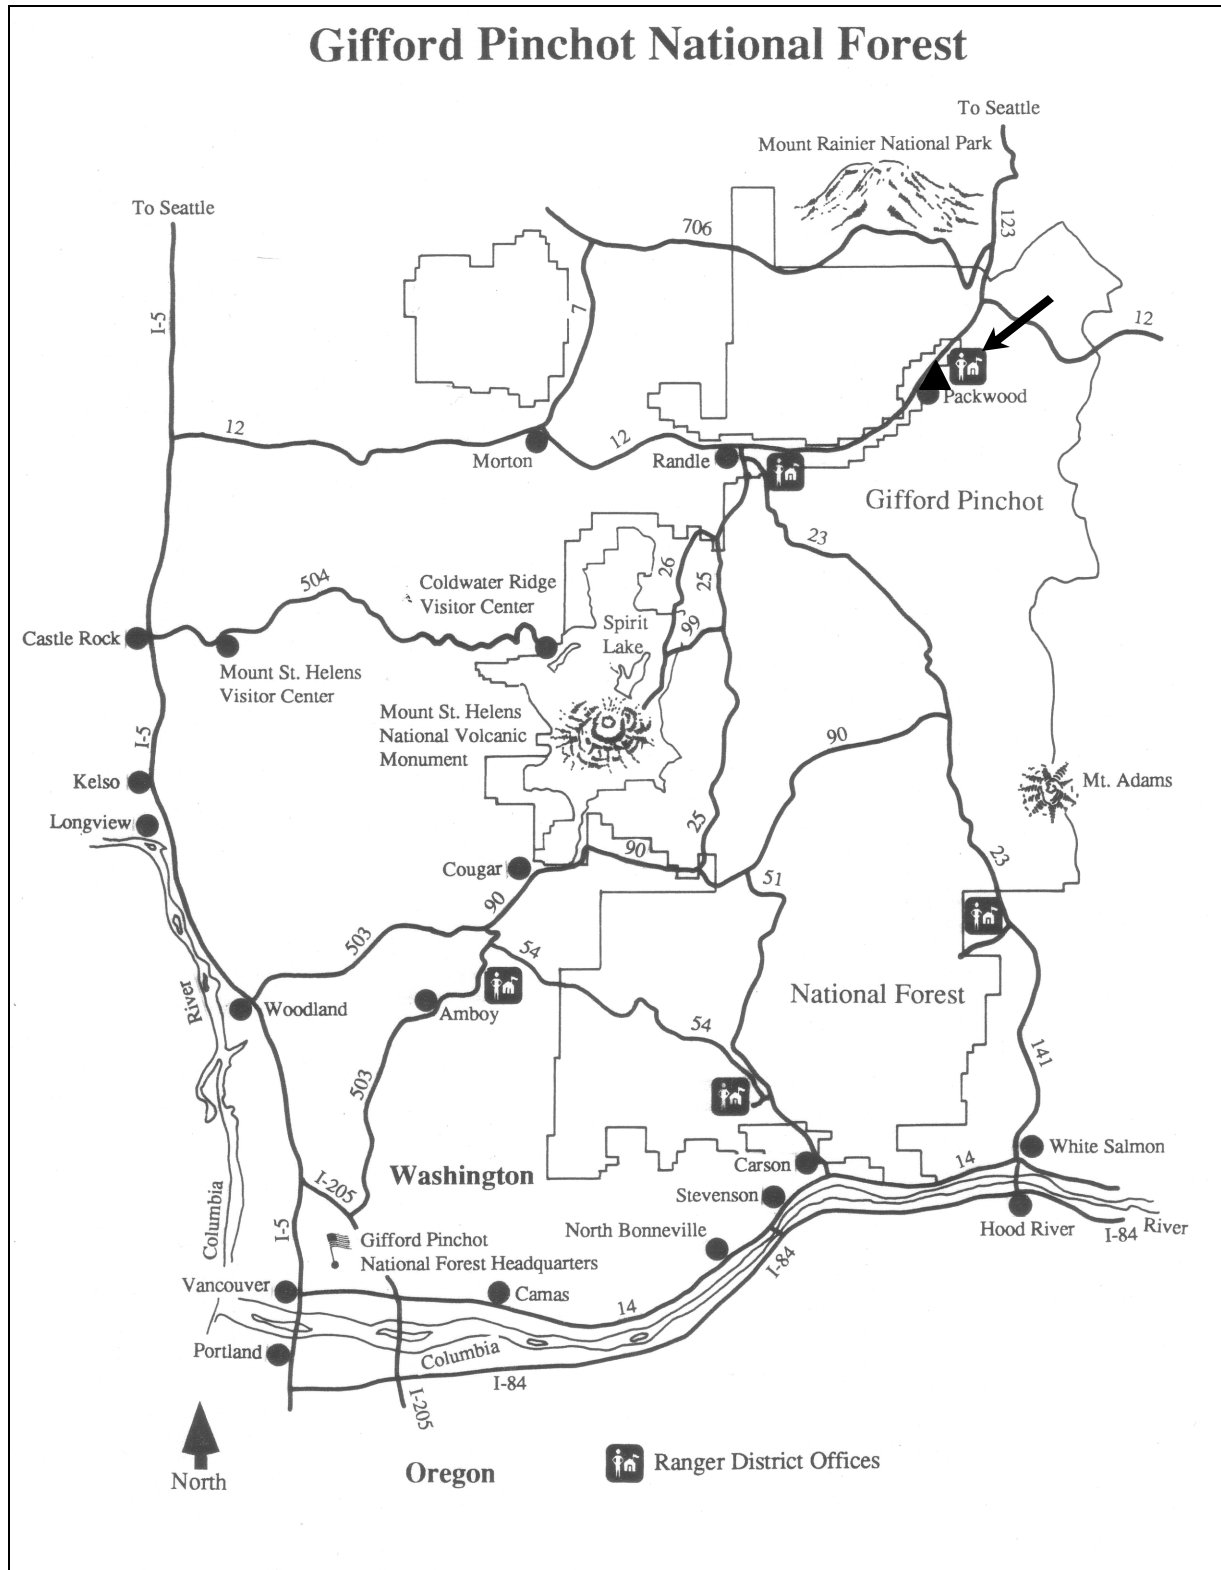 Gifford Pinchot National Forest
To Seattle
Mount Rainier National Park
To Seattle
123
706
I-5
7
12
12
Packwood
12
Morton
Randle
Gifford Pinchot
23
26
25
504
Coldwater Ridge
Visitor Center
Castle Rock
Spirit
Lake
99
Mount St. Helens
Visitor Center
Mount St. Helens
National Volcanic
Monument
I-5
90
Kelso
Mt. Adams
Longview
25
90
23
Cougar
51
90
503
54
River
Woodland
Amboy
National Forest
54
141
503
Washington
Carson
White Salmon
14
I-205
Stevenson
Columbia
I-5
North Bonneville
Hood River
I-84
River
Gifford Pinchot
National Forest Headquarters
I-84
Vancouver
Camas
14
Portland
Columbia
I-84
I-205
North
Oregon
Ranger District Offices